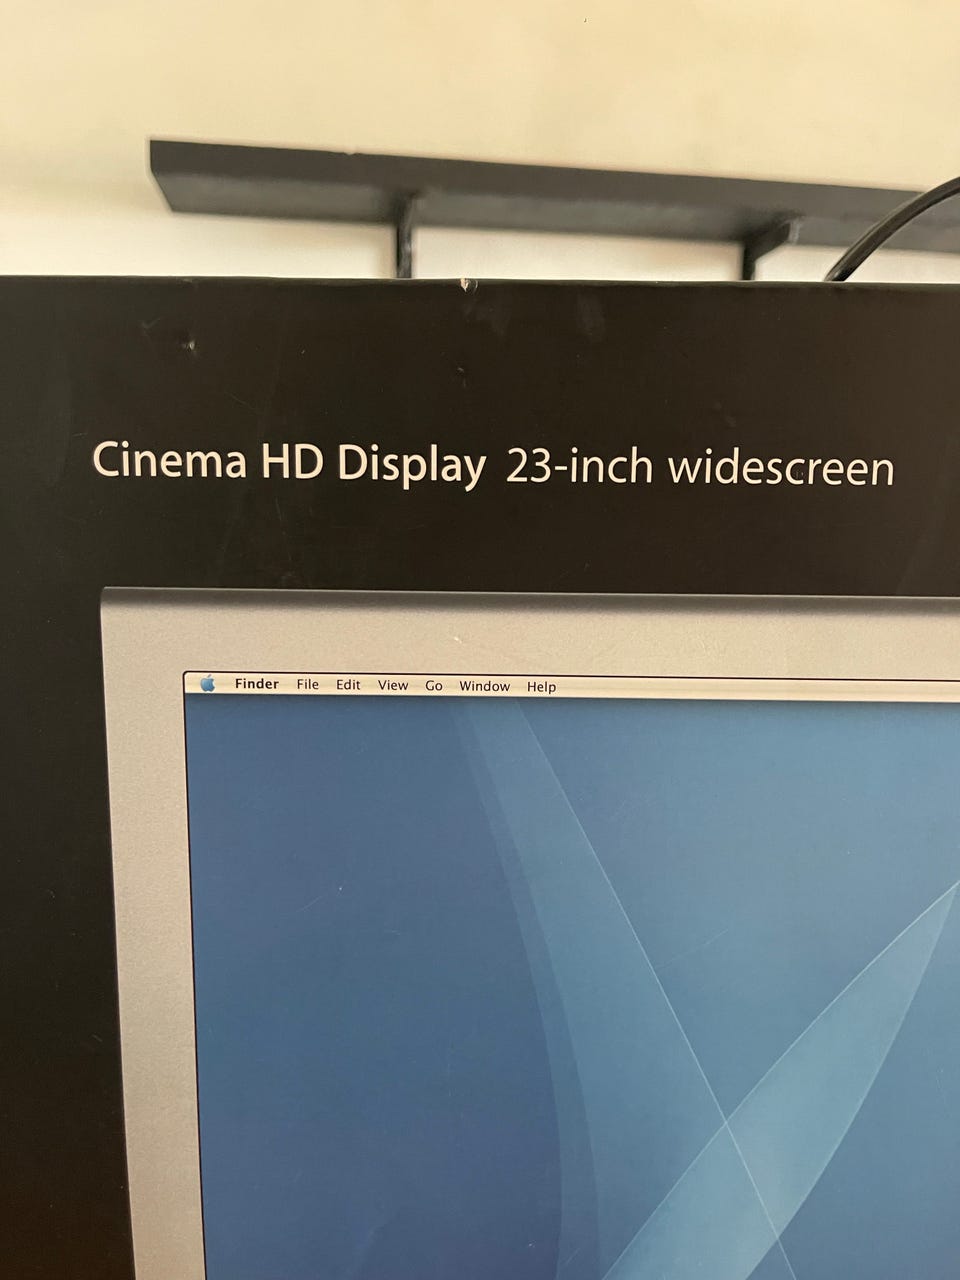 Cinema HD Display 23-inch widescreen
Finder File Edit View Go Window Help